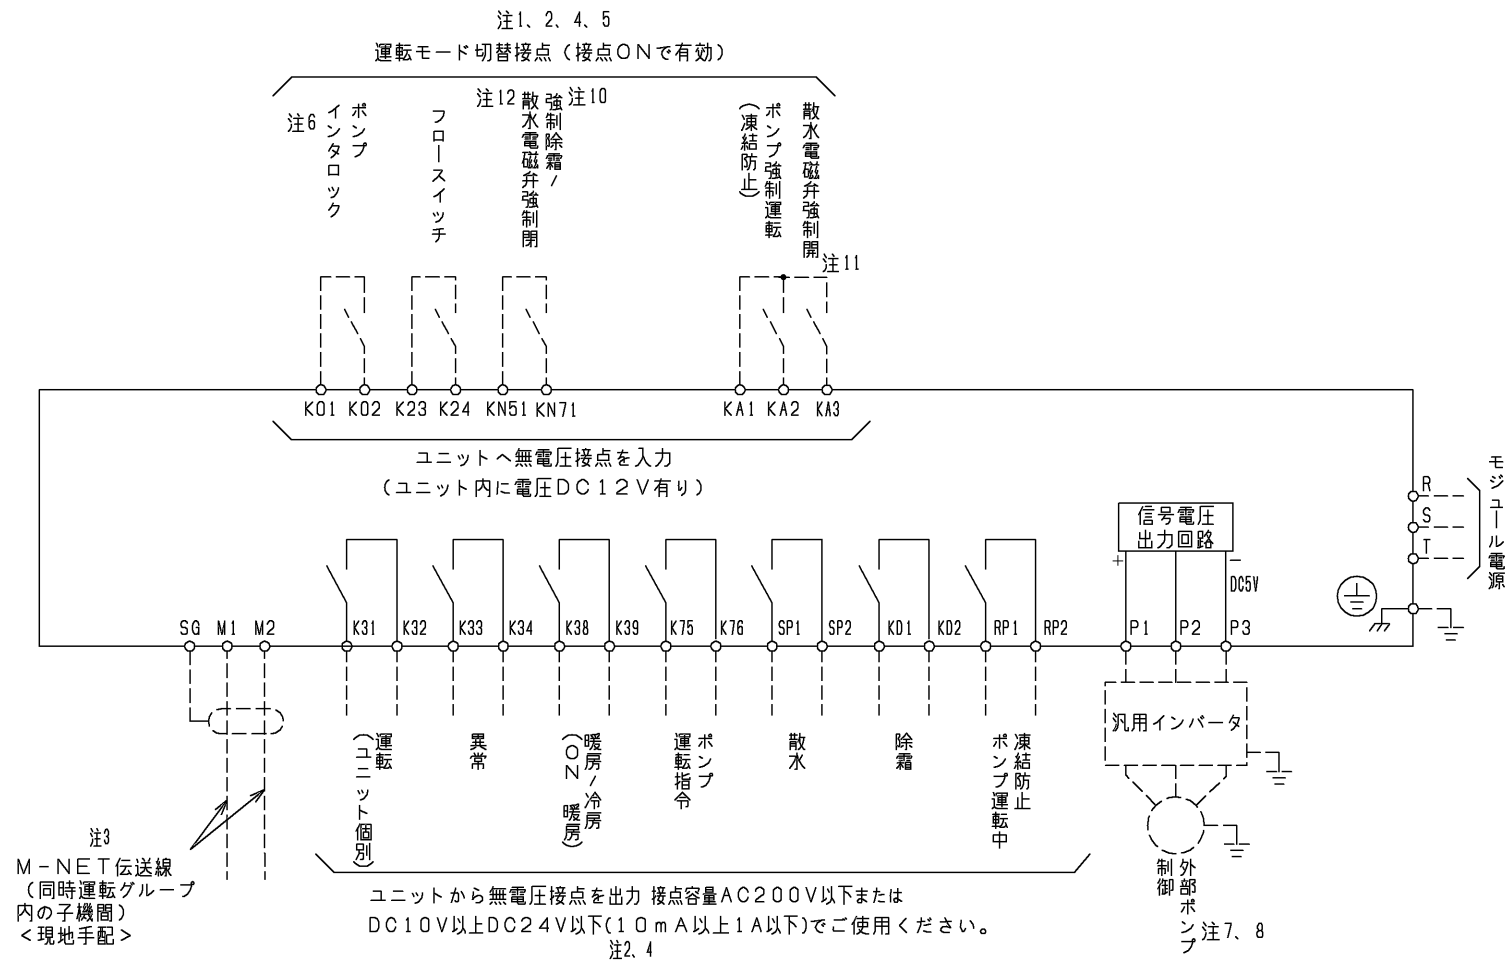 注1、2、4、5
運転モード切替接点（接点ONで有効）
注6
ポンプ
インタロック
フロースイッチ
注12
強制除霜/
散水電磁弁強制閉
注10
ポンプ強制運転
（凍結防止）
散水電磁弁強制開
注11
K01 K02 K23 K24 KN51 KN71 KA1 KA2 KA3
ユニットへ無電圧接点を入力
（ユニット内に電圧DC12V有り）
R
S
T
モジュール電源
信号電圧
出力回路
+ −
DC5V
SG M1 M2 K31 K32 K33 K34 K38 K39 K75 K76 SP1 SP2 KD1 KD2 RP1 RP2 P1 P2 P3
運転
（ユニット個別）
異常
暖房/冷房
（ON 暖房）
ポンプ
運転指令
散水
除霜
凍結防止
ポンプ運転中
汎用インバータ
外部ポンプ
制御
注7、8
注3
M-NET伝送線
（同時運転グループ
内の子機間）
<現地手配>
ユニットから無電圧接点を出力 接点容量AC200V以下または
DC10V以上DC24V以下(10mA以上1A以下)でご使用ください。
注2、4